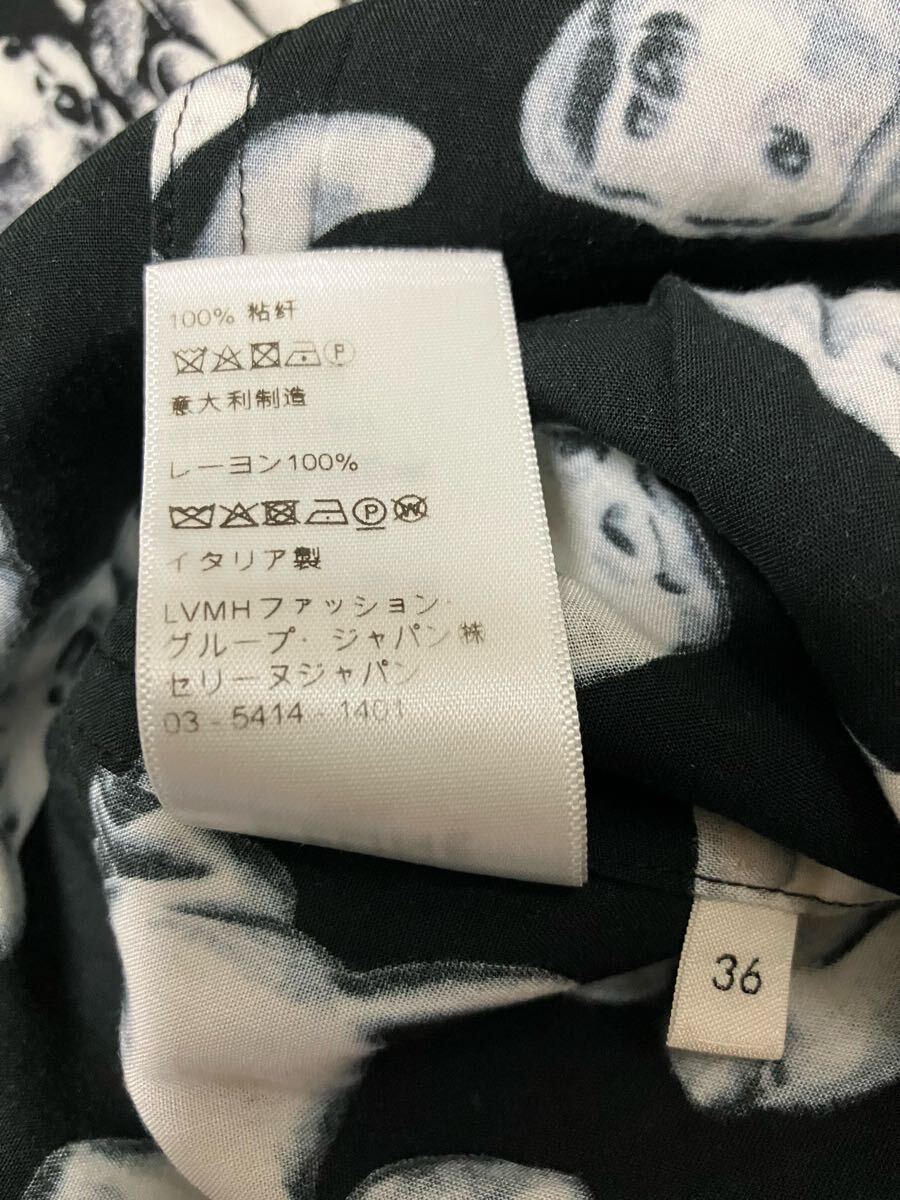 100% 粘纤
P
意大利制造
レーヨン100%
P W
イタリア製
LVMHファッション·
グループ· ジャパン㈱
セリーヌジャパン
03-5414-1401
36